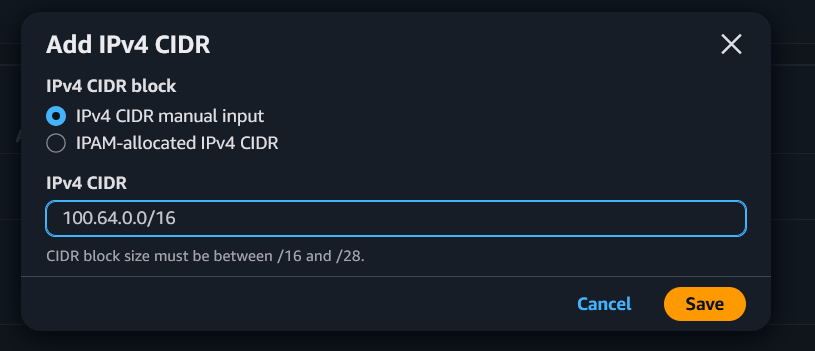 Add IPv4 CIDR
IPv4 CIDR block
IPv4 CIDR manual input
IPAM-allocated IPv4 CIDR
IPv4 CIDR
100.64.0.0/16
CIDR block size must be between /16 and /28.
Cancel Save